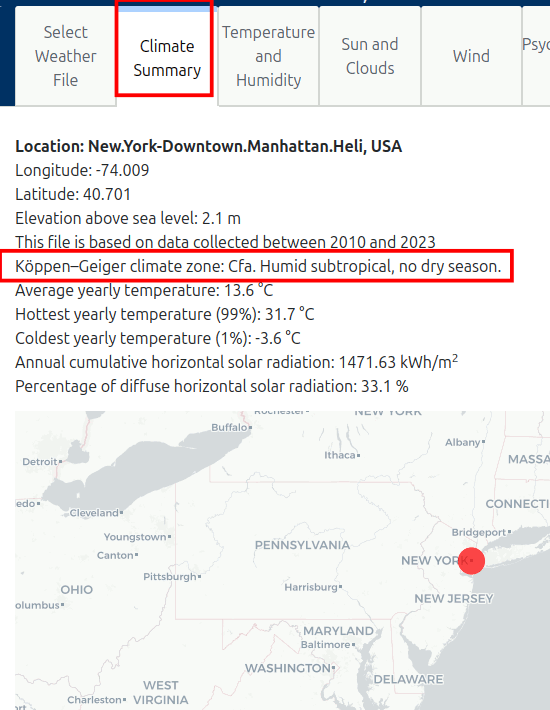 Select
Weather
File
Climate
Summary
Temperature
and
Humidity
Sun and
Clouds
Wind
Psyc
Location: New.York-Downtown.Manhattan.Heli, USA
Longitude: -74.009
Latitude: 40.701
Elevation above sea level: 2.1 m
This file is based on data collected between 2010 and 2023
Köppen–Geiger climate zone: Cfa. Humid subtropical, no dry season.
Average yearly temperature: 13.6 °C
Hottest yearly temperature (99%): 31.7 °C
Coldest yearly temperature (1%): -3.6 °C
Annual cumulative horizontal solar radiation: 1471.63 kWh/m²
Percentage of diffuse horizontal solar radiation: 33.1 %
Rochester
NEW YORK
Buffalo
Albany
Ithaca
Detroit
MASSA
edo
Cleveland
CONNECTI
Youngstown
Bridgeport
Canton
PENNSYLVANIA
NEW YORK
Pittsburgh
OHIO
Harrisburg
NEW JERSEY
olumbus
MARYLAND
Baltimore
WASHINGTON
DELAWARE
WEST
VIRGINIA
Charleston